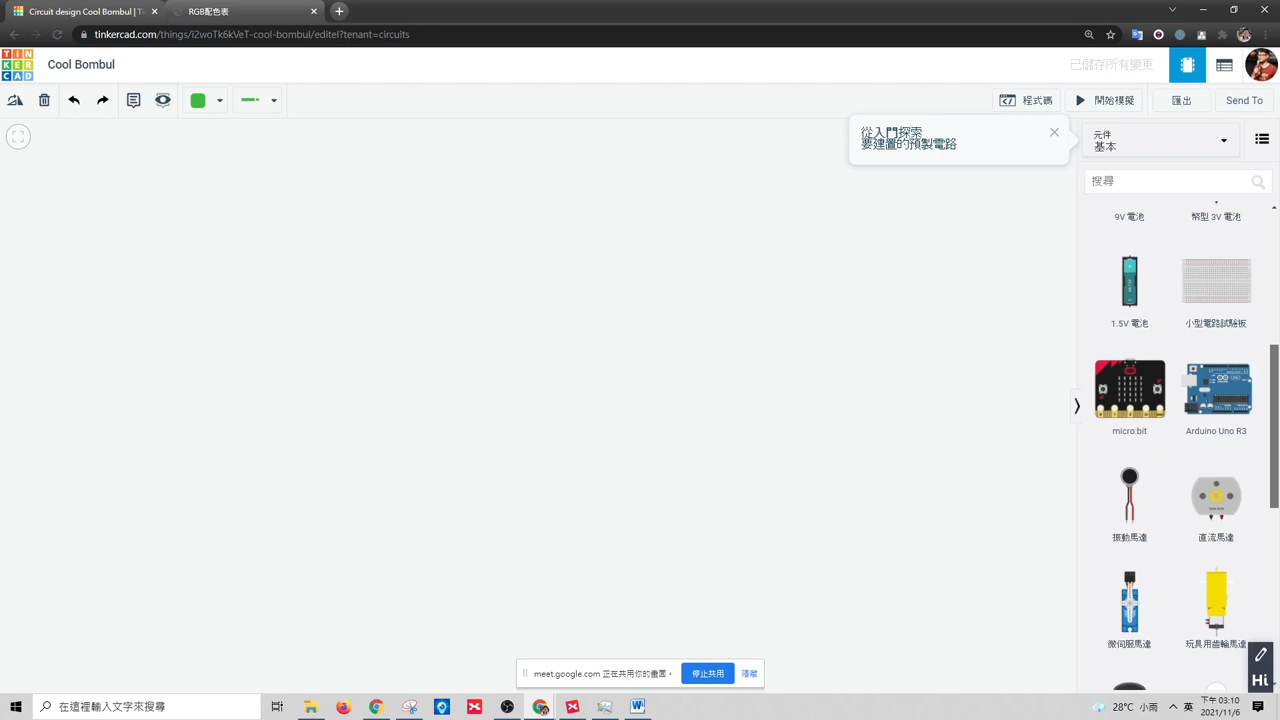 Circuit design Cool Bombul | T
RGB配色表
tinkercad.com/things/i2woTk6kVeT-cool-bombul/editel?tenant=circuits
TIN
KER
CAD
Cool Bombul
已儲存所有變更
程式碼
開始模擬
匯出
Send To
從入門探索
要建置的預製電路
元件
基本
搜尋
9V 電池
幣型 3V 電池
1.5V 電池
小型電路試驗板
micro:bit
Arduino Uno R3
振動馬達
直流馬達
微伺服馬達
玩具用齒輪馬達
Hi
meet.google.com 正在共用你的畫面。
停止共用
隱藏
在這裡輸入文字來搜尋
28°C 小雨
英
下午 03:10
2021/11/6